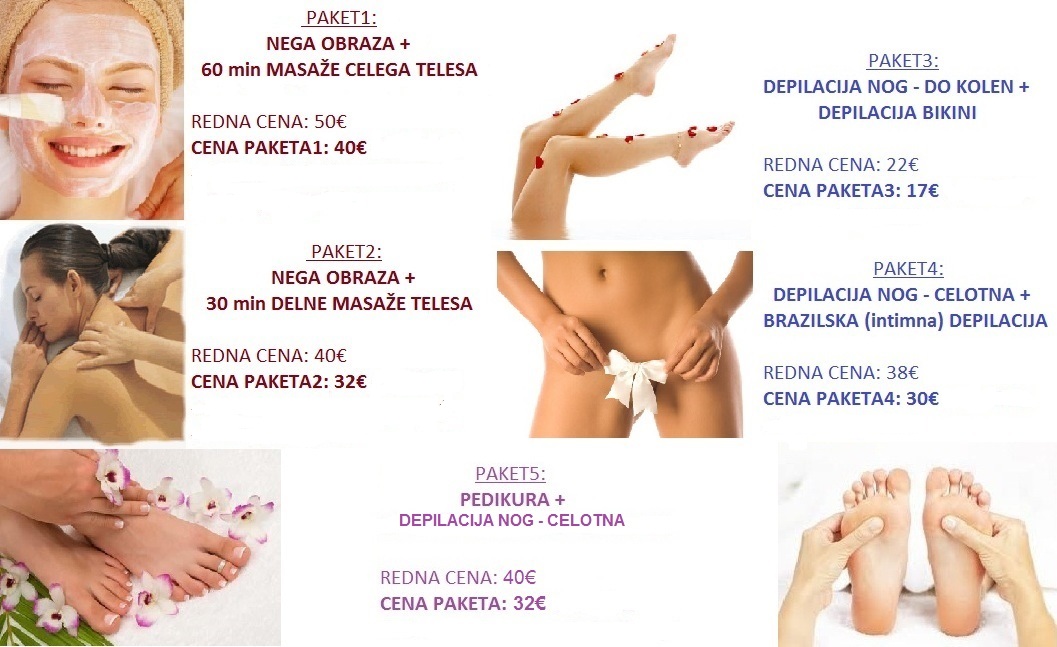 PAKET1:
NEGA OBRAZA +
60 min MASAŽE CELEGA TELESA
REDNA CENA: 50€
CENA PAKETA1: 40€
PAKET2:
NEGA OBRAZA +
30 min DELNE MASAŽE TELESA
REDNA CENA: 40€
CENA PAKETA2: 32€
PAKET3:
DEPILACIJA NOG - DO KOLEN +
DEPILACIJA BIKINI
REDNA CENA: 22€
CENA PAKETA3: 17€
PAKET4:
DEPILACIJA NOG - CELOTNA +
BRAZILSKA (intimna) DEPILACIJA
REDNA CENA: 38€
CENA PAKETA4: 30€
PAKET5:
PEDIKURA +
DEPILACIJA NOG - CELOTNA
REDNA CENA: 40€
CENA PAKETA: 32€